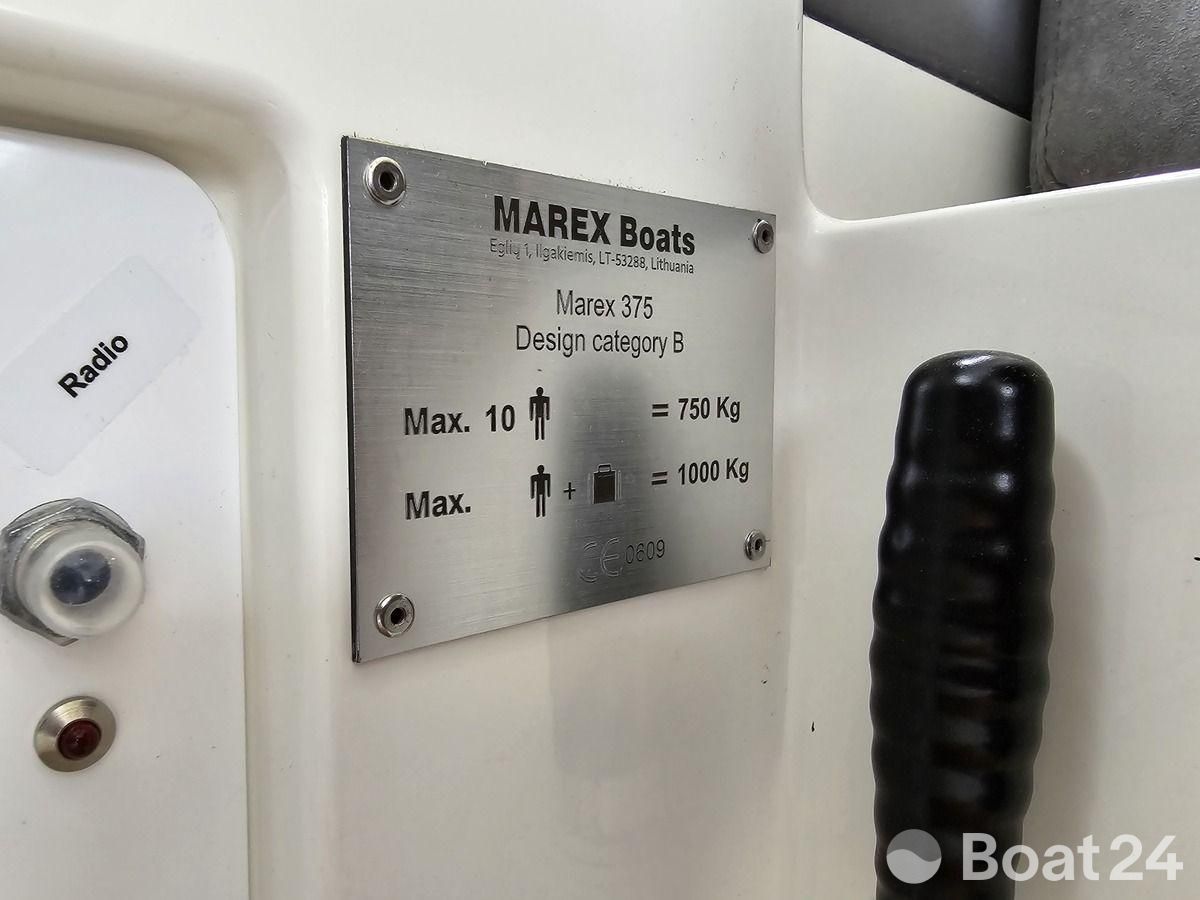 MAREX Boats
Eglių 1, Ilgakiemis, LT-53288, Lithuania
Marex 375
Design category B
Max. 10 = 750 Kg
Max. + = 1000 Kg
CE 0609
Radio
Boat24